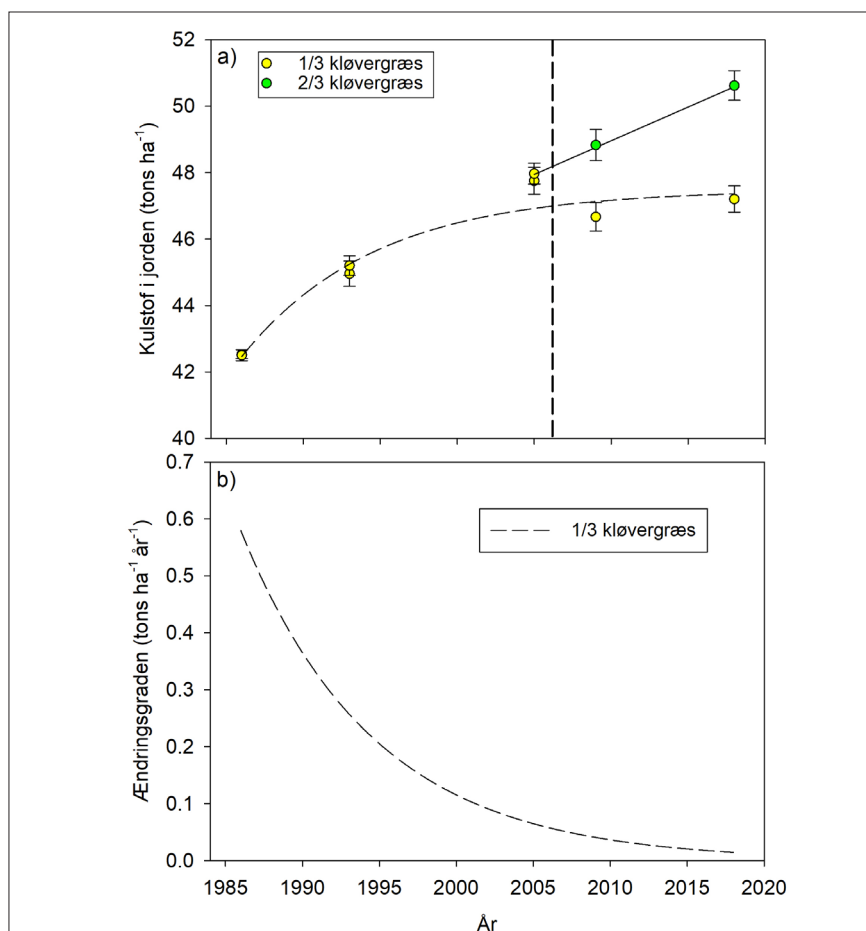 a)
1/3 kløvergræs
2/3 kløvergræs
Kulstof i jorden (tons ha⁻¹)
52
50
48
46
44
42
40
b)
1/3 kløvergræs
Ændringsgraden (tons ha⁻¹ år⁻¹)
0.7
0.6
0.5
0.4
0.3
0.2
0.1
0.0
1985 1990 1995 2000 2005 2010 2015 2020
År